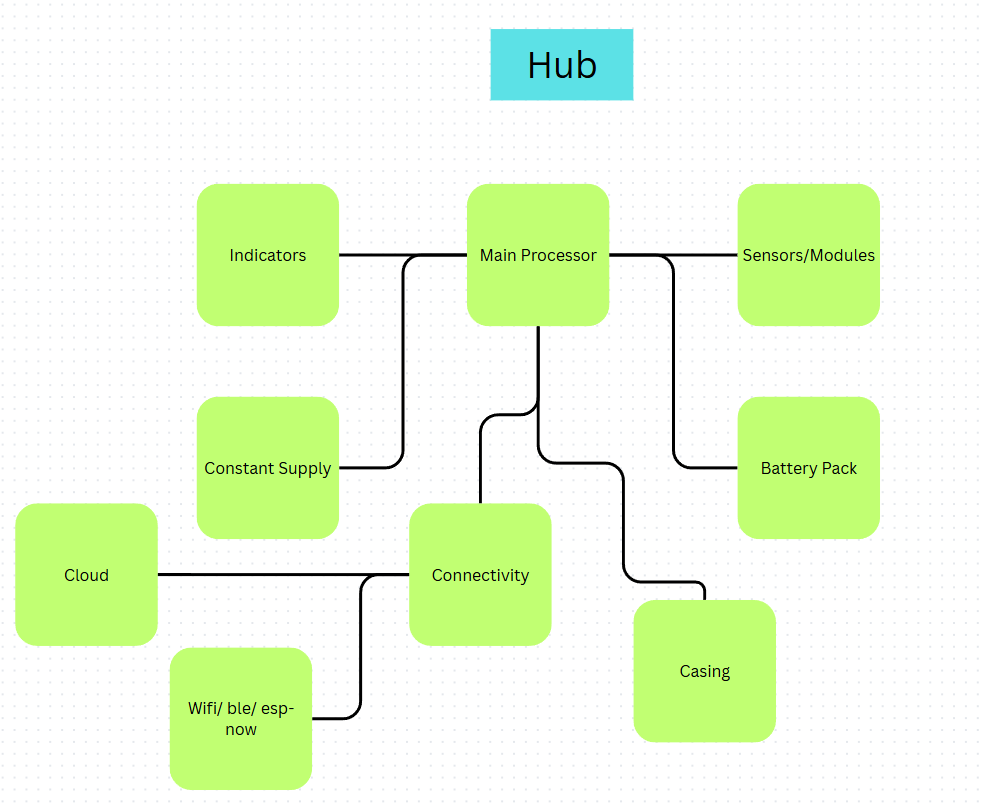 Hub
Indicators
Main Processor
Sensors/Modules
Constant Supply
Battery Pack
Cloud
Connectivity
Casing
Wifi/ ble/ esp-
now